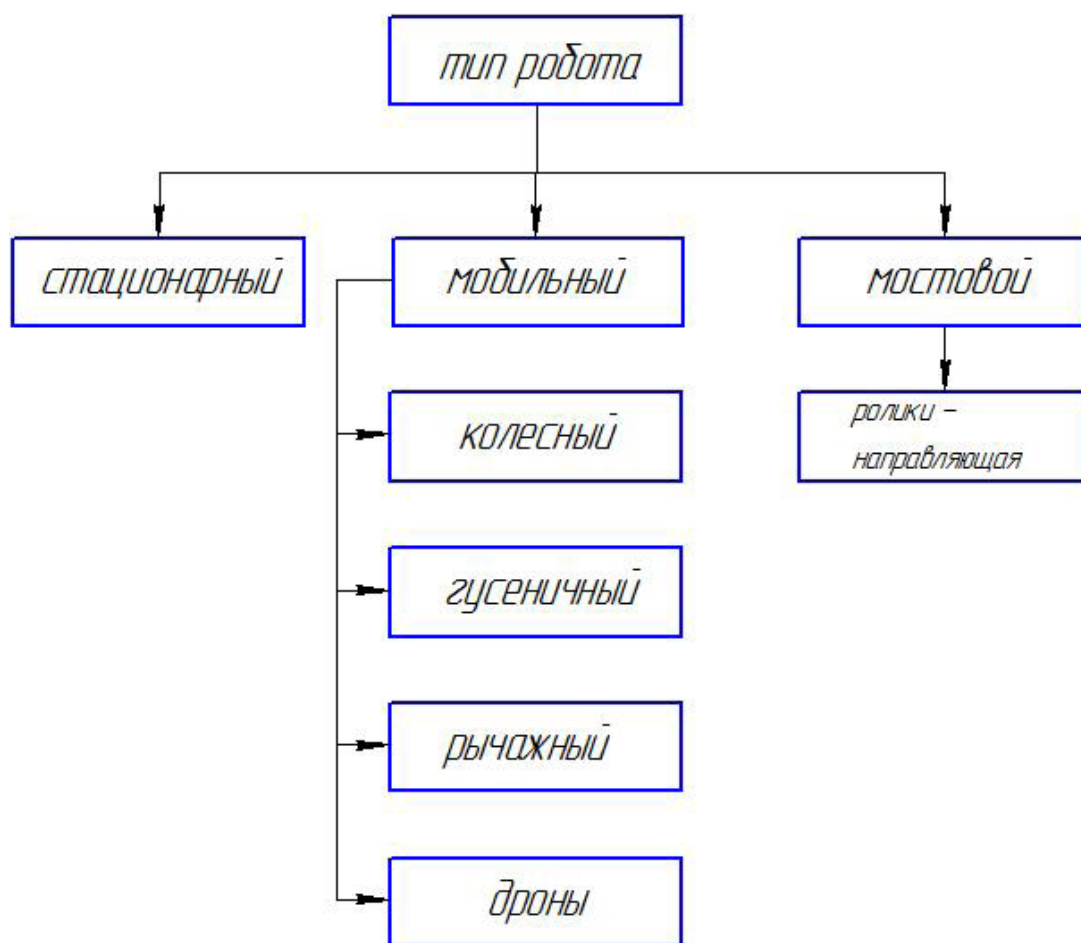 тип робота
стационарный
мобильный
мостовой
колесный
ролики -
направляющая
гусеничный
рычажный
дроны